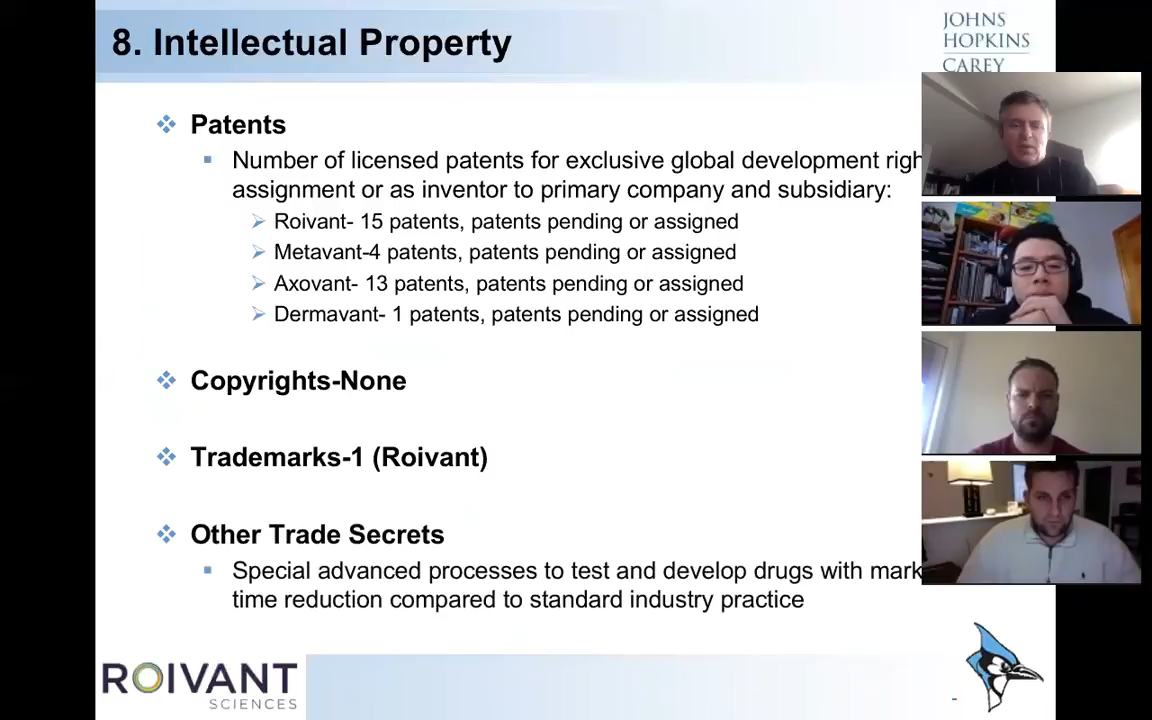 8. Intellectual Property
JOHNS
HOPKINS
CAREY
Patents
Number of licensed patents for exclusive global development
assignment or as inventor to primary company and subsidiary:
Roivant- 15 patents, patents pending or assigned
Metavant-4 patents, patents pending or assigned
Axovant- 13 patents, patents pending or assigned
Dermavant- 1 patents, patents pending or assigned
Copyrights-None
Trademarks-1 (Roivant)
Other Trade Secrets
Special advanced processes to test and develop drugs with
time reduction compared to standard industry practice
ROIVANT
SCIENCES